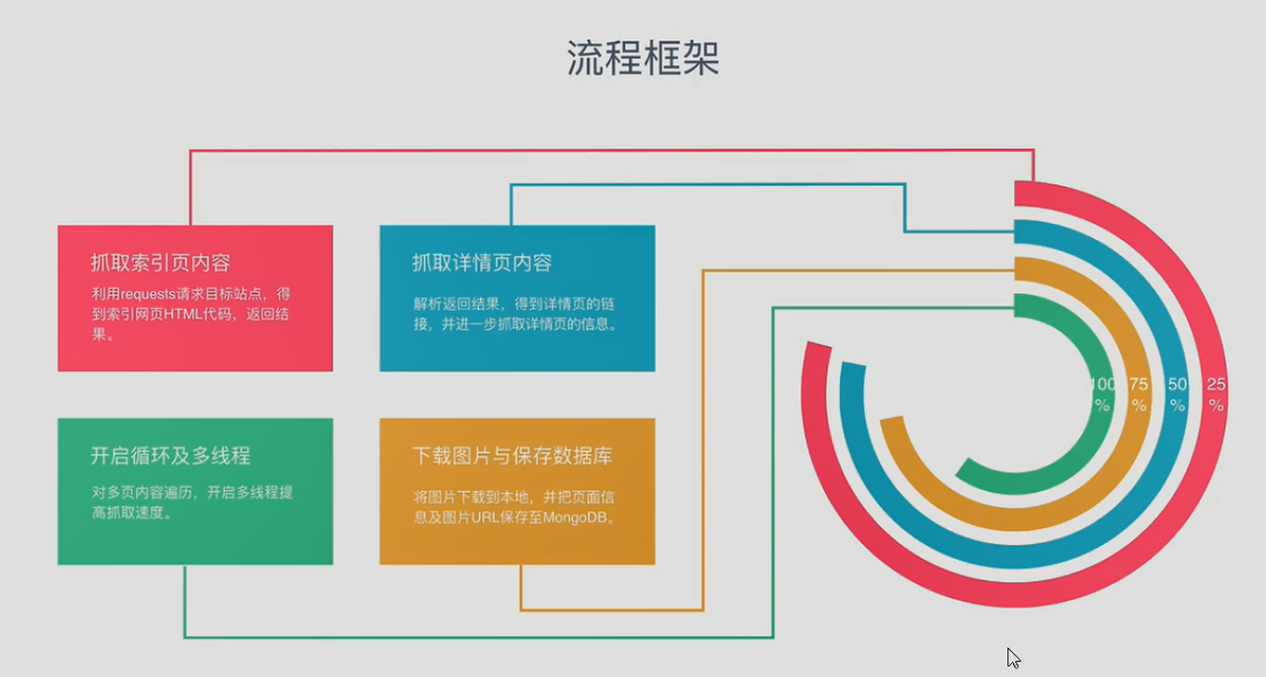 流程框架
抓取索引页内容
利用requests请求目标站点，得
到索引网页HTML代码，返回结
果。
抓取详情页内容
解析返回结果，得到详情页的链
接，并进一步抓取详情页的信息。
开启循环及多线程
对多页内容遍历，开启多线程提
高抓取速度。
下载图片与保存数据库
将图片下载到本地，并把页面信
息及图片URL保存至MongoDB。
100
%
75
%
50
%
25
%